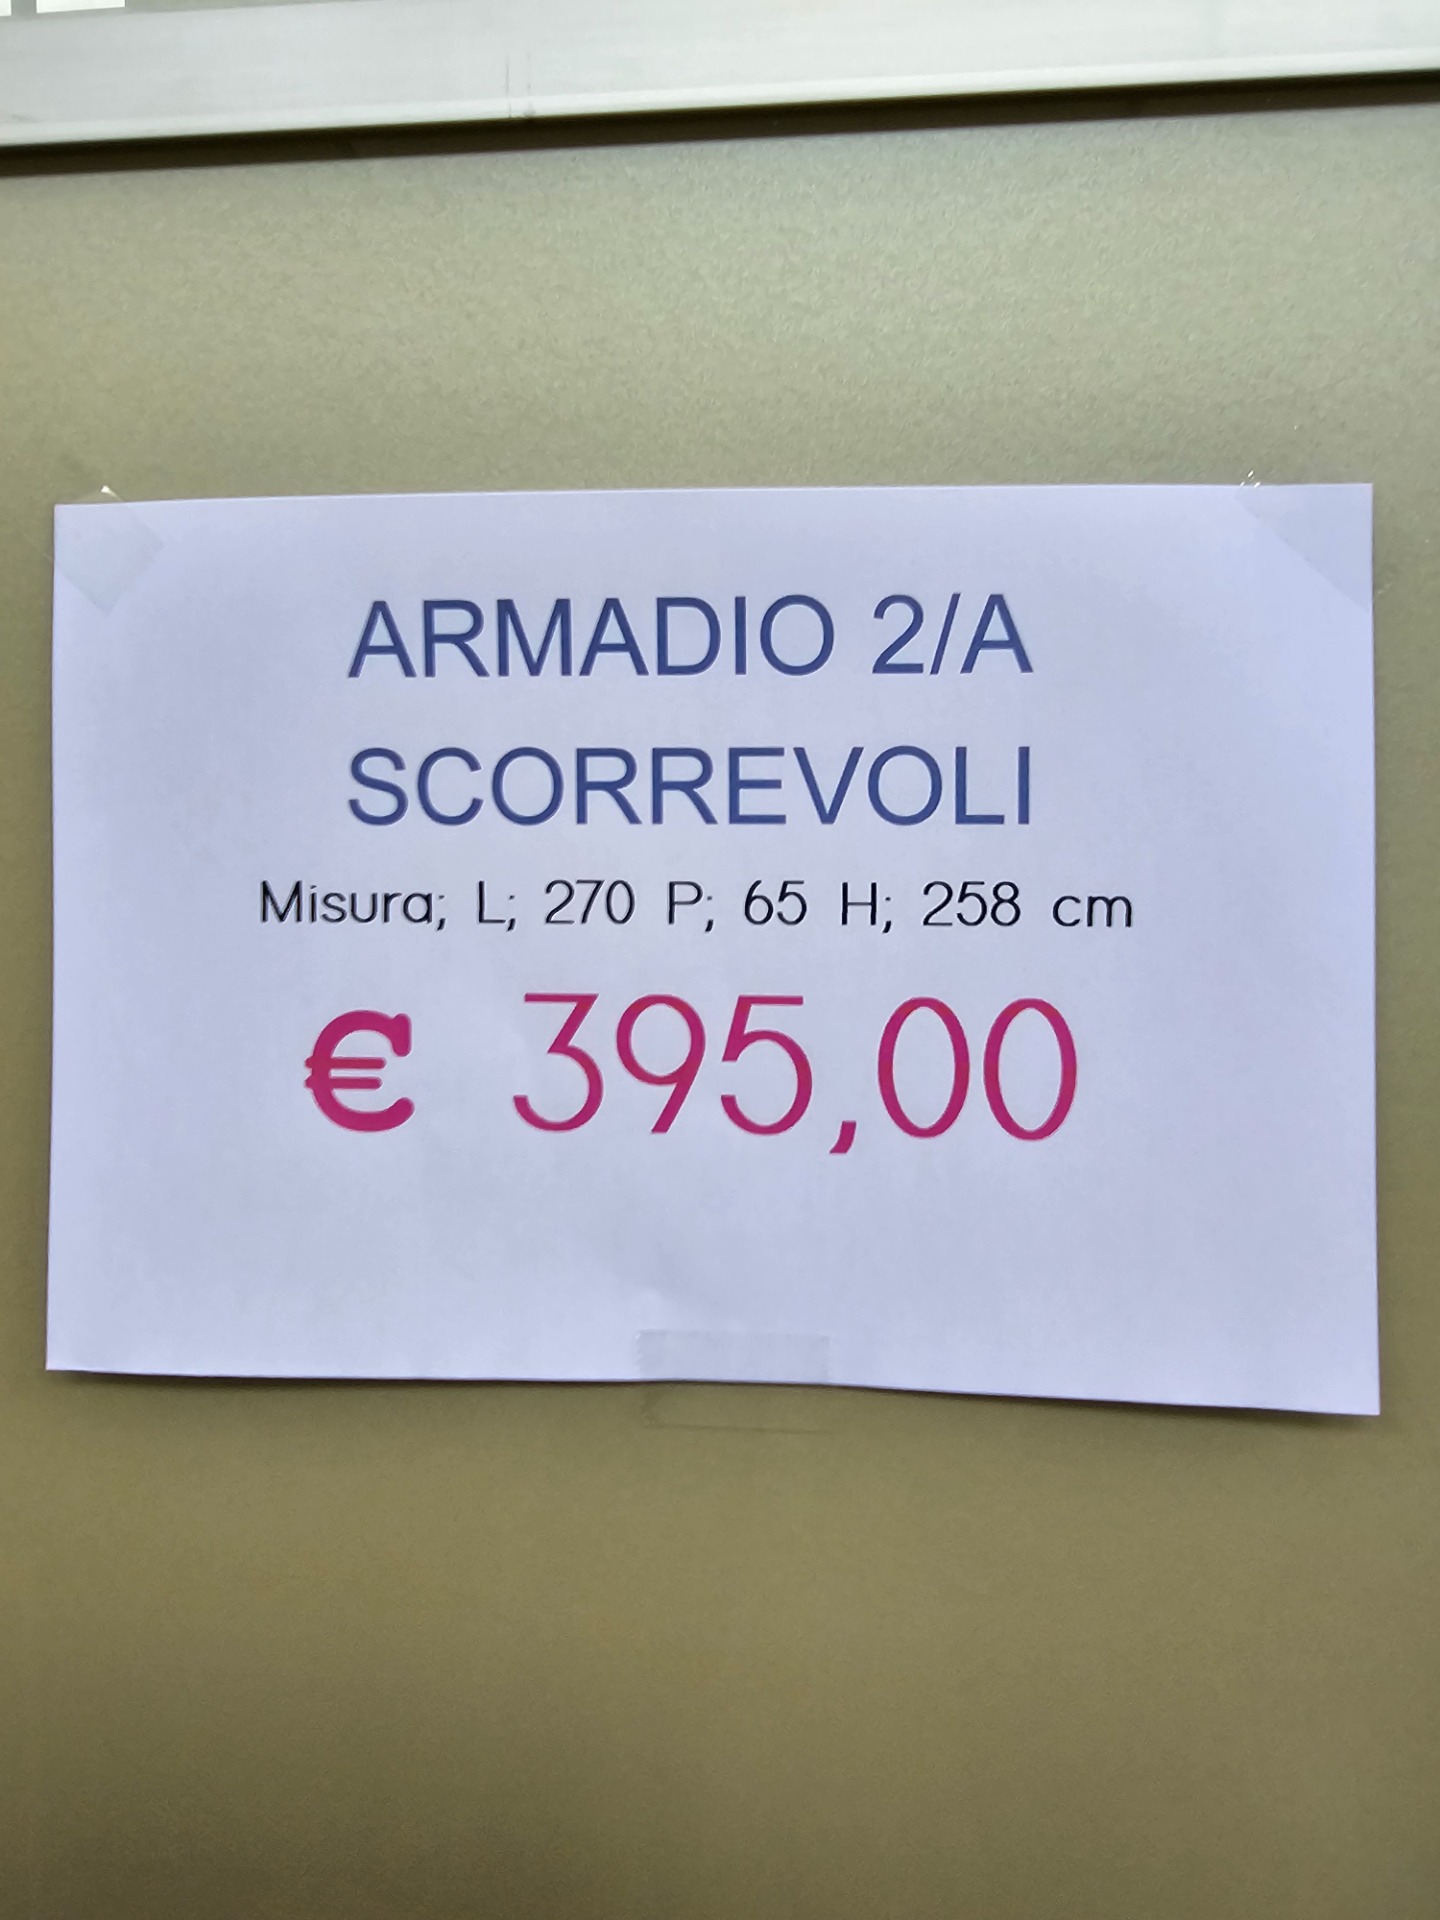 ARMADIO 2/A
SCORREVOLI
Misura; L; 270 P; 65 H; 258 cm
€ 395,00